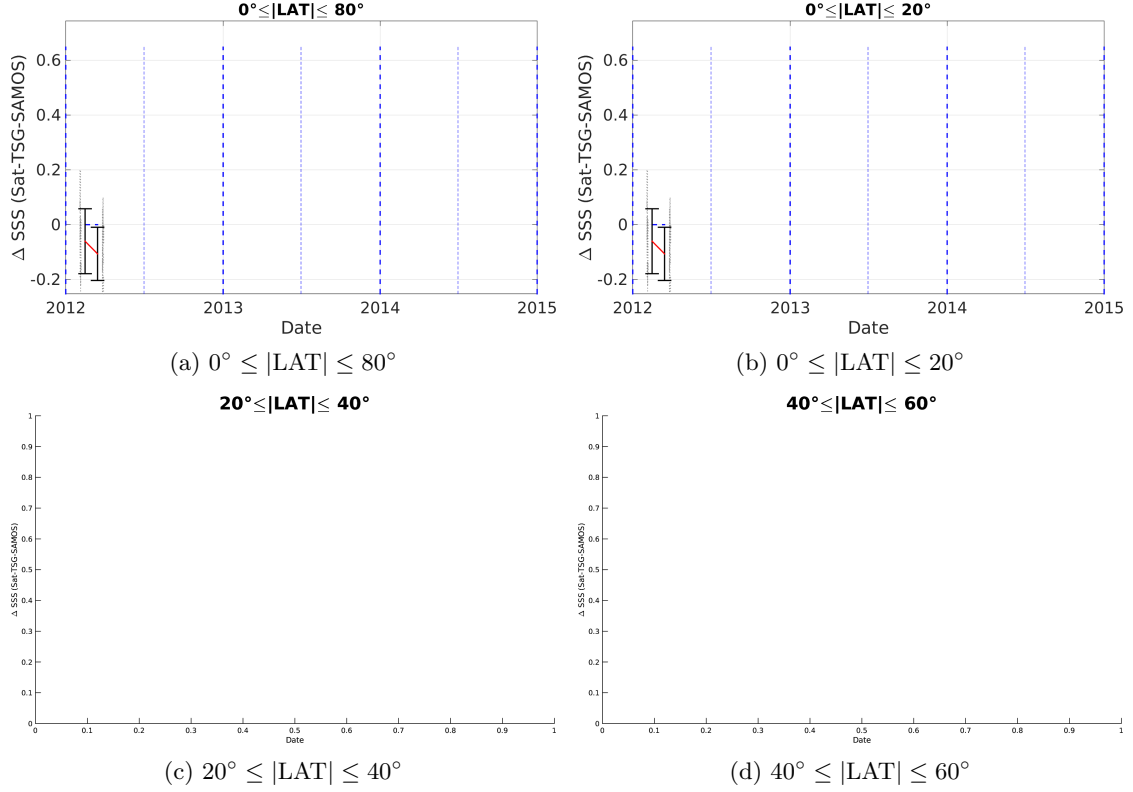 0°≤|LAT|≤ 80°
Δ SSS (Sat-TSG-SAMOS)
0.6
0.4
0.2
0
-0.2
2012 2013 2014 2015
Date
(a) 0° ≤ |LAT| ≤ 80°
0°≤|LAT|≤ 20°
Δ SSS (Sat-TSG-SAMOS)
0.6
0.4
0.2
0
-0.2
2012 2013 2014 2015
Date
(b) 0° ≤ |LAT| ≤ 20°
20°≤|LAT|≤ 40°
Δ SSS (Sat-TSG-SAMOS)
1
0.9
0.8
0.7
0.6
0.5
0.4
0.3
0.2
0.1
0
0 0.1 0.2 0.3 0.4 0.5 0.6 0.7 0.8 0.9 1
Date
(c) 20° ≤ |LAT| ≤ 40°
40°≤|LAT|≤ 60°
Δ SSS (Sat-TSG-SAMOS)
1
0.9
0.8
0.7
0.6
0.5
0.4
0.3
0.2
0.1
0
0 0.1 0.2 0.3 0.4 0.5 0.6 0.7 0.8 0.9 1
Date
(d) 40° ≤ |LAT| ≤ 60°